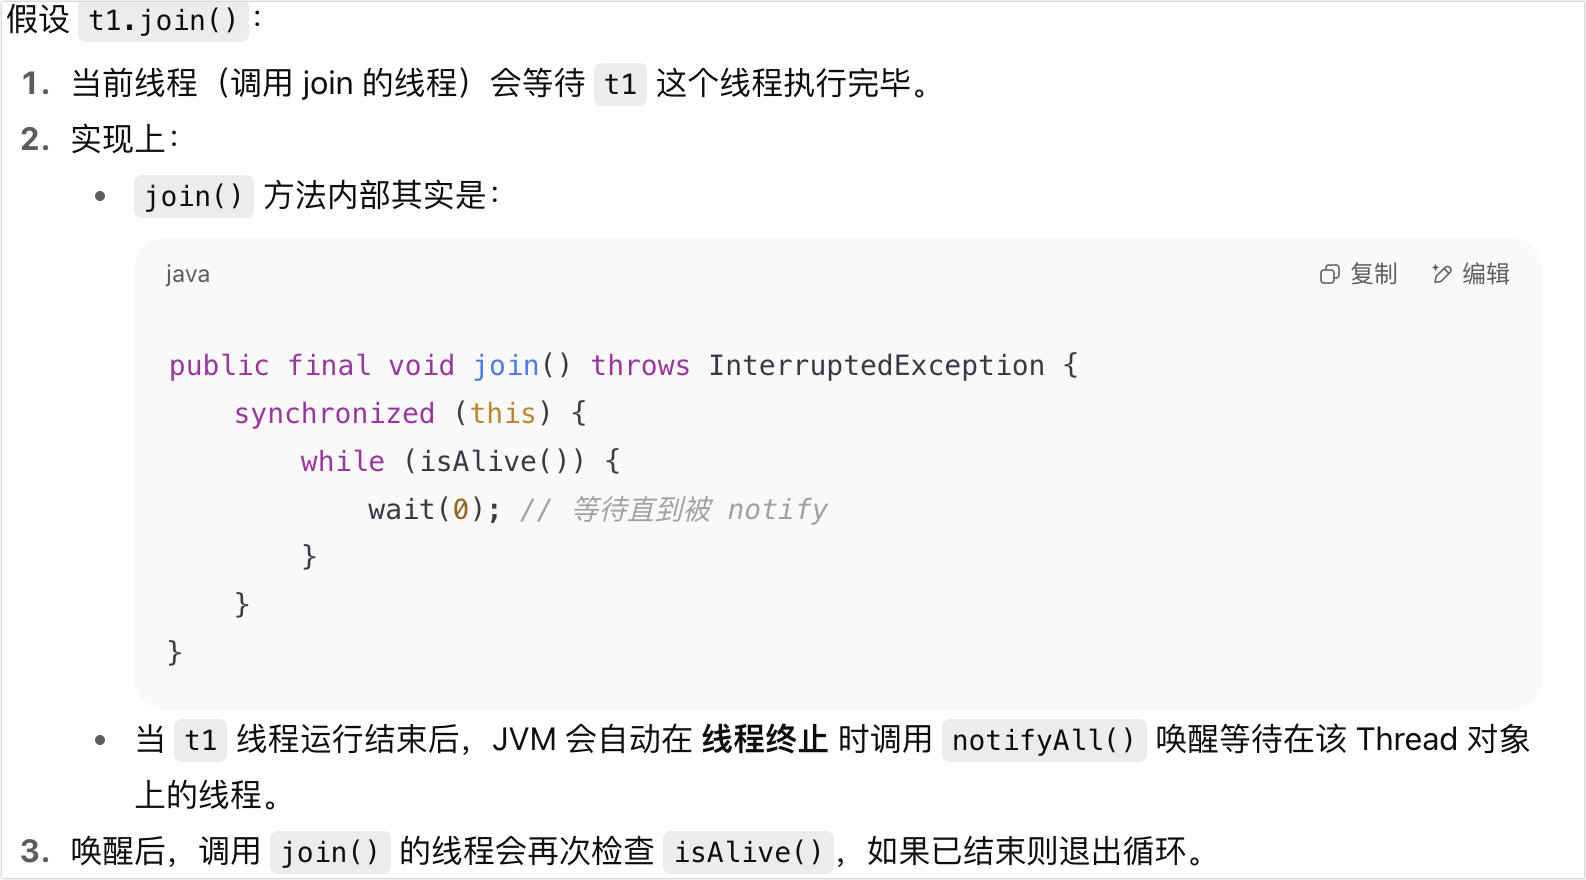 假设 t1.join()：
1. 当前线程（调用 join 的线程）会等待 t1 这个线程执行完毕。
2. 实现上：
• join() 方法内部其实是：
java 复制 编辑
public final void join() throws InterruptedException {
    synchronized (this) {
        while (isAlive()) {
            wait(0); // 等待直到被 notify
        }
    }
}
• 当 t1 线程运行结束后，JVM 会自动在 线程终止 时调用 notifyAll() 唤醒等待在该 Thread 对象
上的线程。
3. 唤醒后，调用 join() 的线程会再次检查 isAlive()，如果已结束则退出循环。